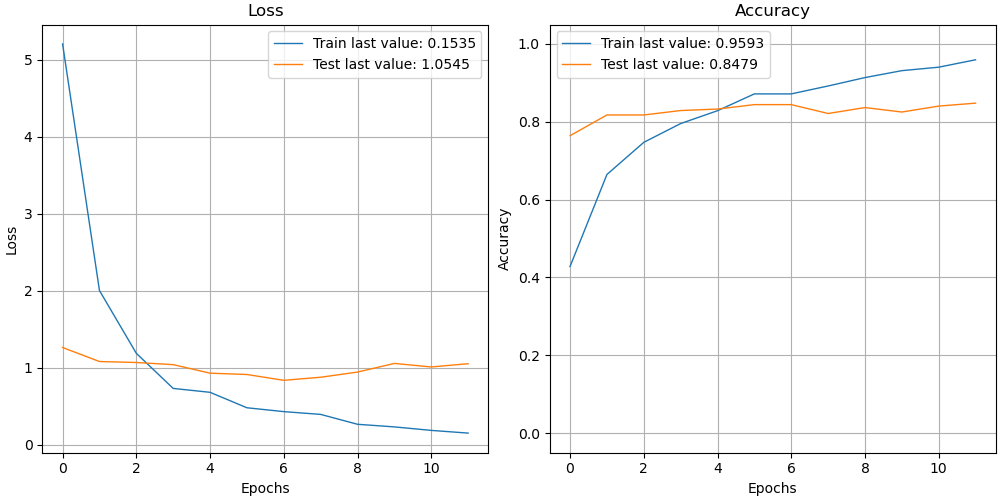 Loss
Train last value: 0.1535
Test last value: 1.0545
5
4
3
2
1
0
Loss
0 2 4 6 8 10
Epochs
Accuracy
Train last value: 0.9593
Test last value: 0.8479
1.0
0.8
0.6
0.4
0.2
0.0
Accuracy
0 2 4 6 8 10
Epochs